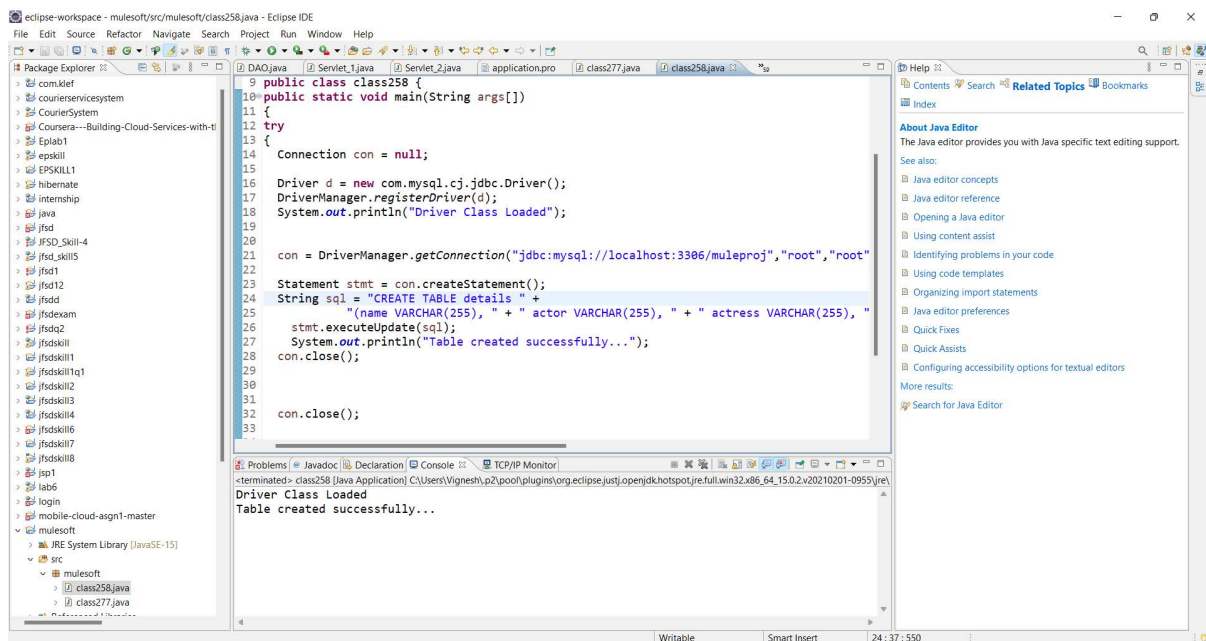 eclipse-workspace - mulesoft/src/mulesoft/class258.java - Eclipse IDE
File Edit Source Refactor Navigate Search Project Run Window Help
Package Explorer
com.klef
courierservicesystem
CourierSystem
Coursera---Building-Cloud-Services-with-tl
Eplab1
epskill
EPSKILL1
hibernate
internship
java
jfsd
JFSD_Skill-4
jfsd_skill5
jfsd1
jfsd12
jfsdd
jfsdexam
jfsdq2
jfsdskill
jfsdskill1
jfsdskill1q1
jfsdskill2
jfsdskill3
jfsdskill4
jfsdskill6
jfsdskill7
jfsdskill8
jsp1
lab6
login
mobile-cloud-asgn1-master
mulesoft
JRE System Library [JavaSE-15]
src
mulesoft
class258.java
class277.java
DAO.java Servlet_1.java Servlet_2.java application.pro class277.java class258.java »59
9 public class class258 {
10 public static void main(String args[])
11 {
12 try
13 {
14 Connection con = null;
15
16 Driver d = new com.mysql.cj.jdbc.Driver();
17 DriverManager.registerDriver(d);
18 System.out.println("Driver Class Loaded");
19
20
21 con = DriverManager.getConnection("jdbc:mysql://localhost:3306/muleproj","root","root"
22
23 Statement stmt = con.createStatement();
24 String sql = "CREATE TABLE details " +
25 "(name VARCHAR(255), " + " actor VARCHAR(255), " + " actress VARCHAR(255), "
26 stmt.executeUpdate(sql);
27 System.out.println("Table created successfully...");
28 con.close();
29
30
31
32 con.close();
33
Problems Javadoc Declaration Console TCP/IP Monitor
<terminated> class258 [Java Application] C:\Users\Vignesh\.p2\pool\plugins\org.eclipse.justj.openjdk.hotspot.jre.full.win32.x86_64_15.0.2.v20210201-0955\jre\
Driver Class Loaded
Table created successfully...
Help
Contents Search Related Topics Bookmarks
Index
About Java Editor
The Java editor provides you with Java specific text editing support.
See also:
Java editor concepts
Java editor reference
Opening a Java editor
Using content assist
Identifying problems in your code
Using code templates
Organizing import statements
Java editor preferences
Quick Fixes
Quick Assists
Configuring accessibility options for textual editors
More results:
Search for Java Editor
Writable Smart Insert 24 : 37 : 550